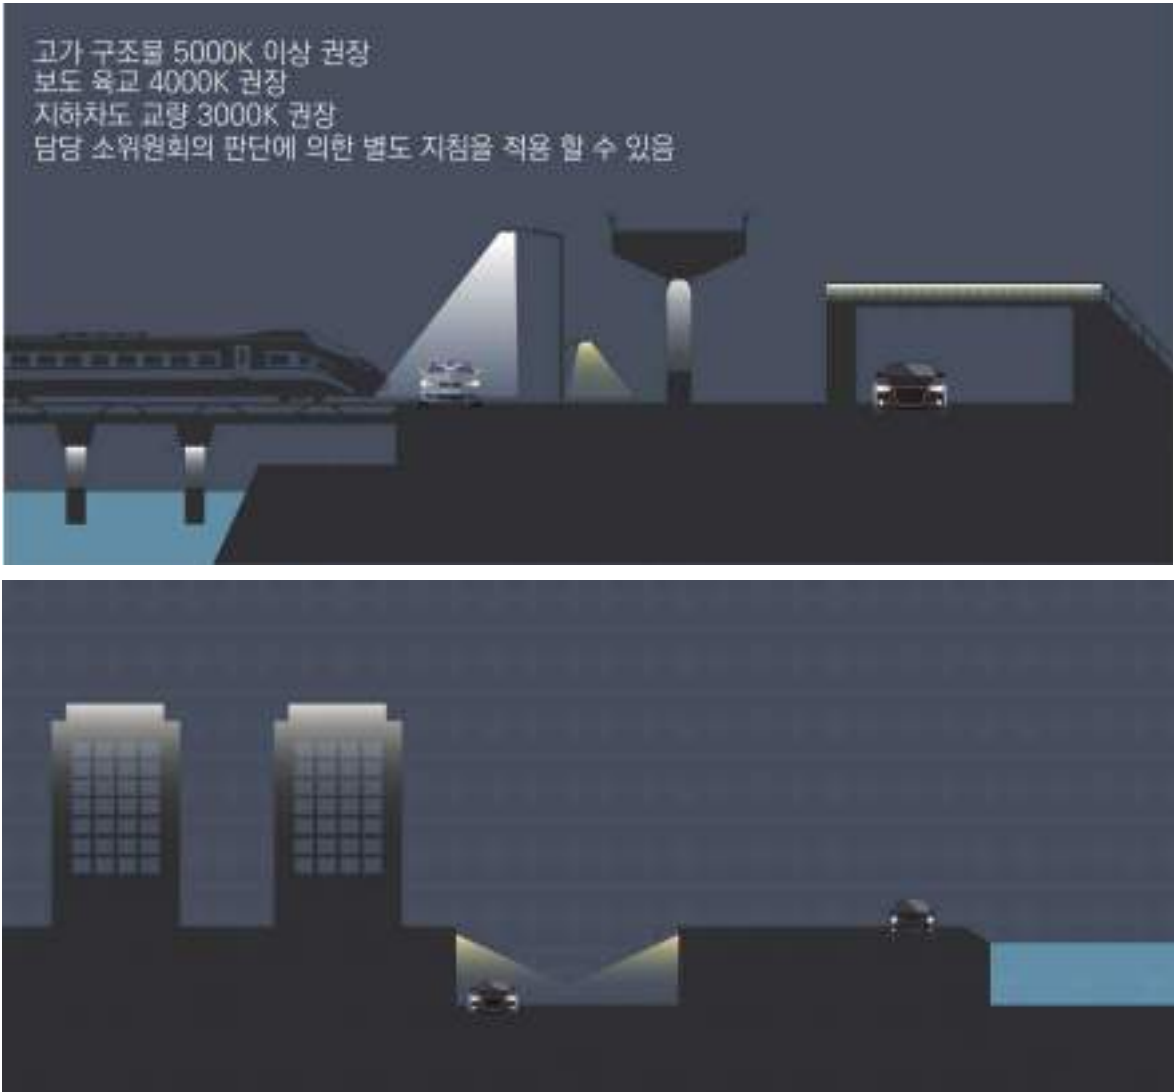 고가 구조물 5000K 이상 권장
보도 육교 4000K 권장
지하차도 교량 3000K 권장
담당 소위원회의 판단에 의한 별도 지침을 적용 할 수 있음